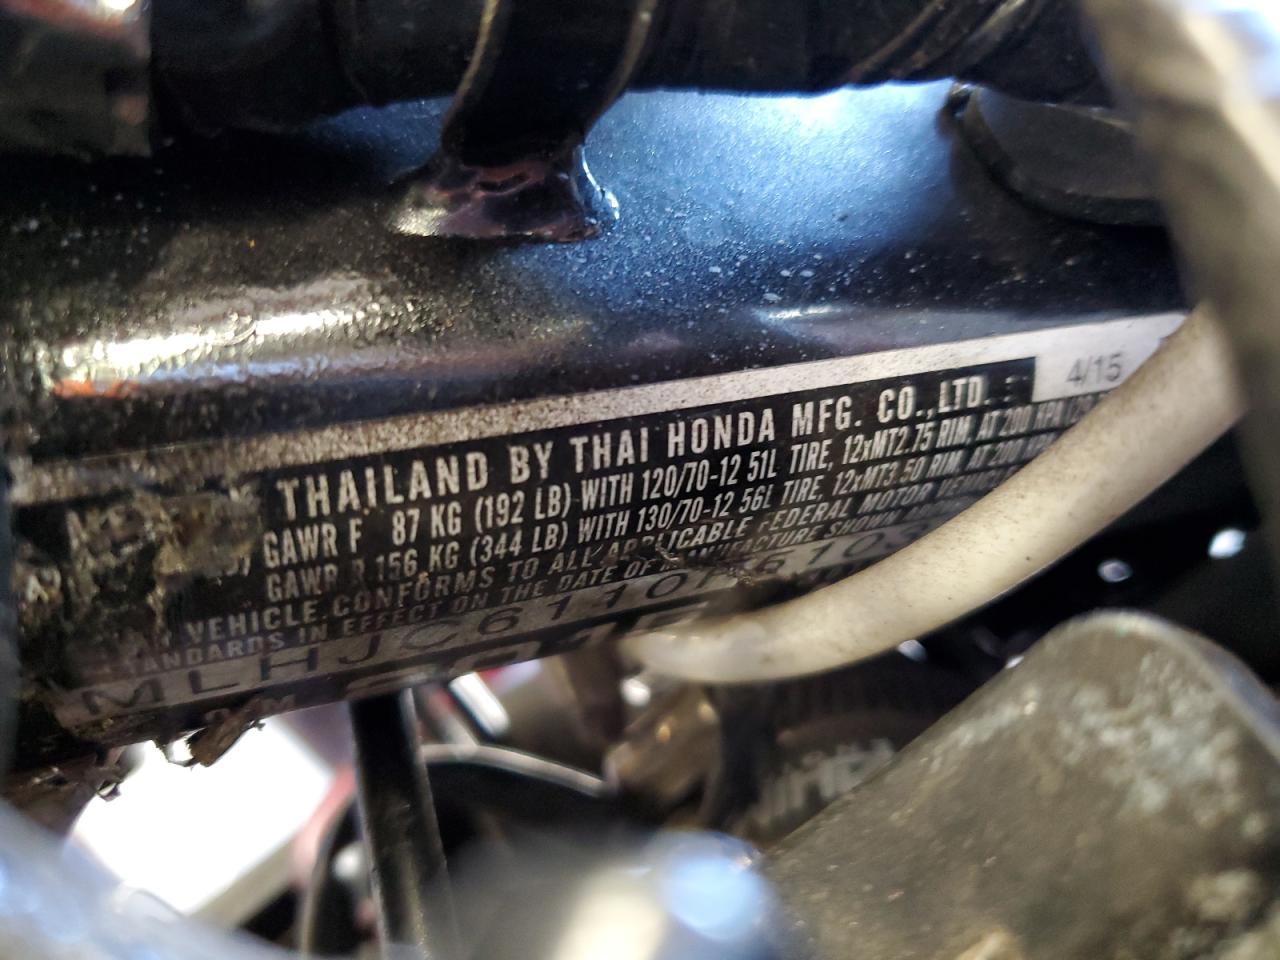 4/15
THAILAND BY THAI HONDA MFG. CO.,LTD.
GAWR F 87 KG (192 LB) WITH 120/70-12 51L TIRE, 12xMT2.75 RIM, AT 200 KPA
GAWR R 156 KG (344 LB) WITH 130/70-12 56L TIRE, 12xMT3.50 RIM, AT 200
VEHICLE CONFORMS TO ALL APPLICABLE FEDERAL MOTOR VEHICLE
STANDARDS IN EFFECT ON THE DATE OF MANUFACTURE SHOWN
MLHJC6110F5103